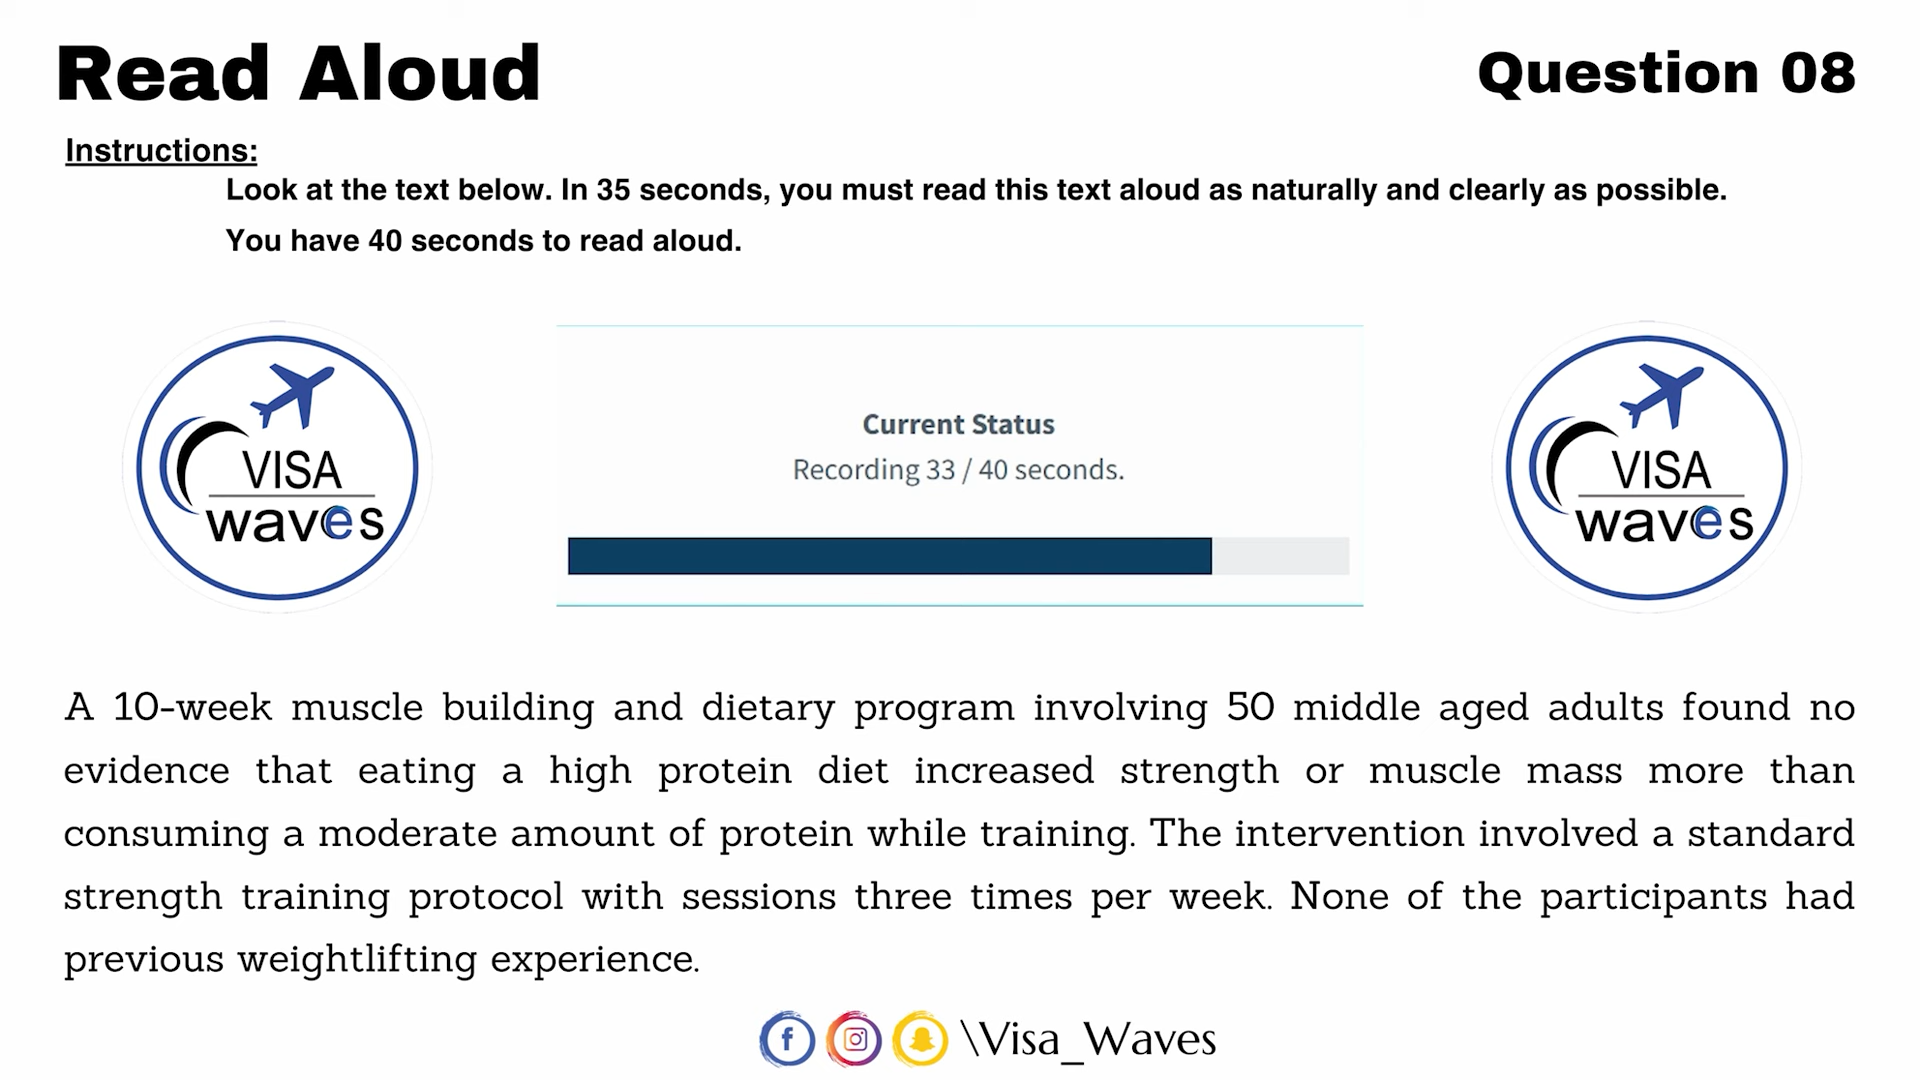 Read Aloud
Question 08
Instructions:
Look at the text below. In 35 seconds, you must read this text aloud as naturally and clearly as possible.
You have 40 seconds to read aloud.
VISA
waves
Current Status
Recording 33 / 40 seconds.
VISA
waves
A 10-week muscle building and dietary program involving 50 middle aged adults found no
evidence that eating a high protein diet increased strength or muscle mass more than
consuming a moderate amount of protein while training. The intervention involved a standard
strength training protocol with sessions three times per week. None of the participants had
previous weightlifting experience.
\Visa_Waves